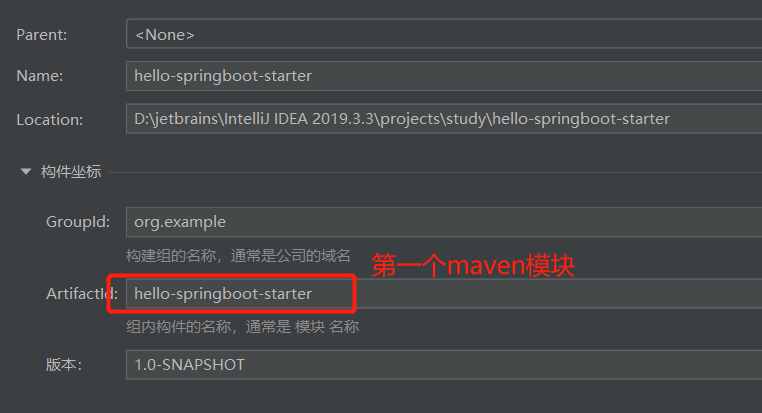 Parent: <None>
Name: hello-springboot-starter
Location: D:\jetbrains\IntelliJ IDEA 2019.3.3\projects\study\hello-springboot-starter
构件坐标
GroupId: org.example
构建组的名称，通常是公司的域名
第一个maven模块
ArtifactId: hello-springboot-starter
组内构件的名称，通常是 模块 名称
版本： 1.0-SNAPSHOT